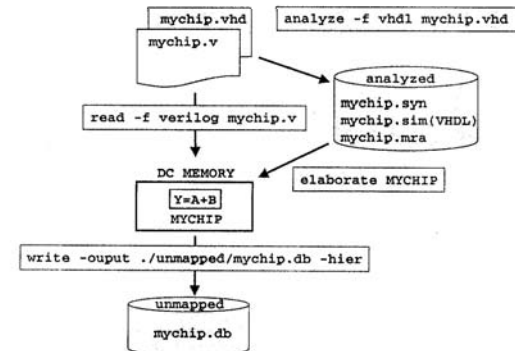 mychip.vhd
analyze -f vhdl mychip.vhd
mychip.v
analyzed
mychip.syn
mychip.sim(VHDL)
mychip.mra
read -f verilog mychip.v
DC MEMORY
elaborate MYCHIP
Y=A+B
MYCHIP
write -ouput ./unmapped/mychip.db -hier
unmapped
mychip.db